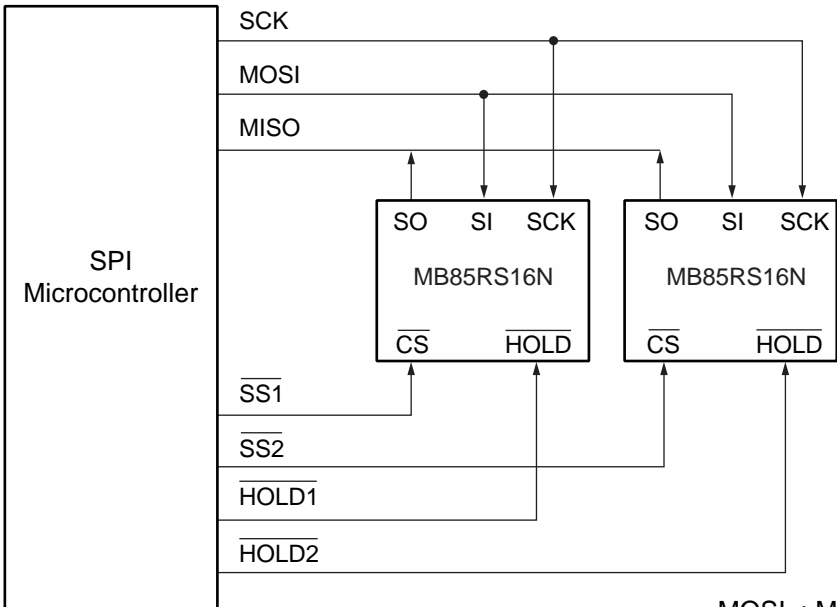 SCK
MOSI
MISO
SO SI SCK
MB85RS16N
CS HOLD
SO SI SCK
MB85RS16N
CS HOLD
SPI
Microcontroller
SS1
SS2
HOLD1
HOLD2